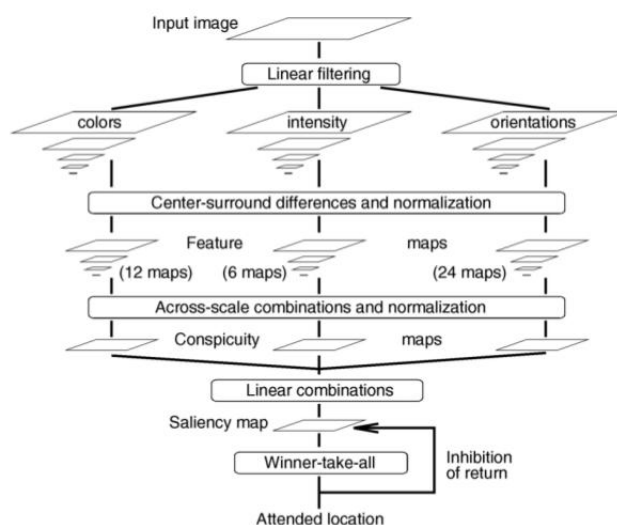 Input image
Linear filtering
colors intensity orientations
Center-surround differences and normalization
Feature maps
(12 maps) (6 maps) (24 maps)
Across-scale combinations and normalization
Conspicuity maps
Linear combinations
Saliency map
Winner-take-all
Inhibition
of return
Attended location